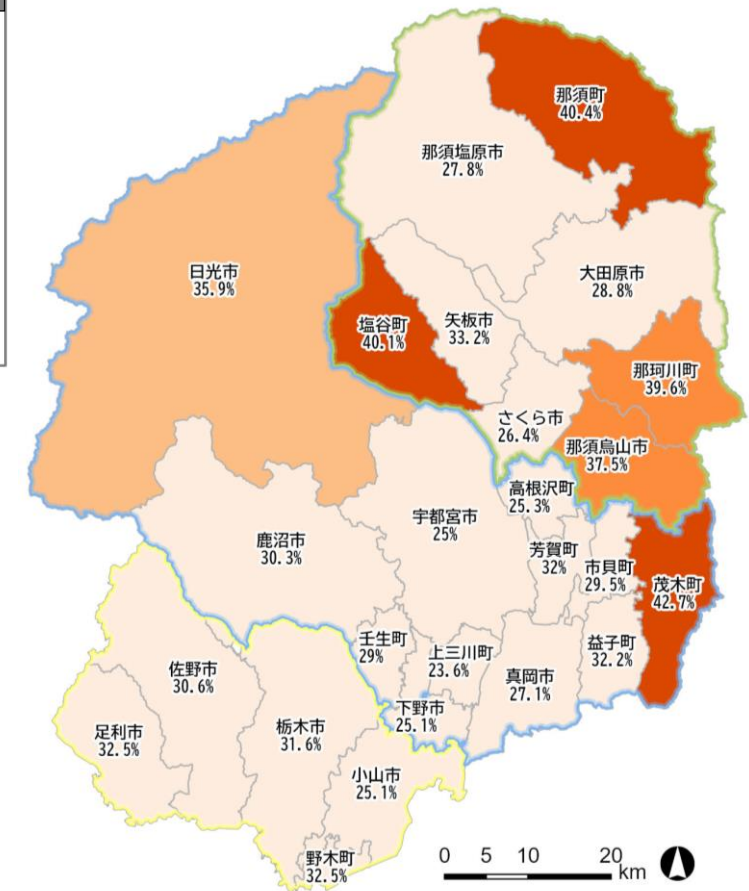 那須町
40.4%
那須塩原市
27.8%
日光市
35.9%
大田原市
28.8%
塩谷町
40.1%
矢板市
33.2%
那珂川町
39.6%
さくら市
26.4%
那須烏山市
37.5%
高根沢町
25.3%
宇都宮市
25%
鹿沼市
30.3%
芳賀町
32%
市貝町
29.5%
茂木町
42.7%
壬生町
29%
上三川町
23.6%
益子町
32.2%
佐野市
30.6%
真岡市
27.1%
下野市
25.1%
足利市
32.5%
栃木市
31.6%
小山市
25.1%
野木町
32.5%
0 5 10 20 km